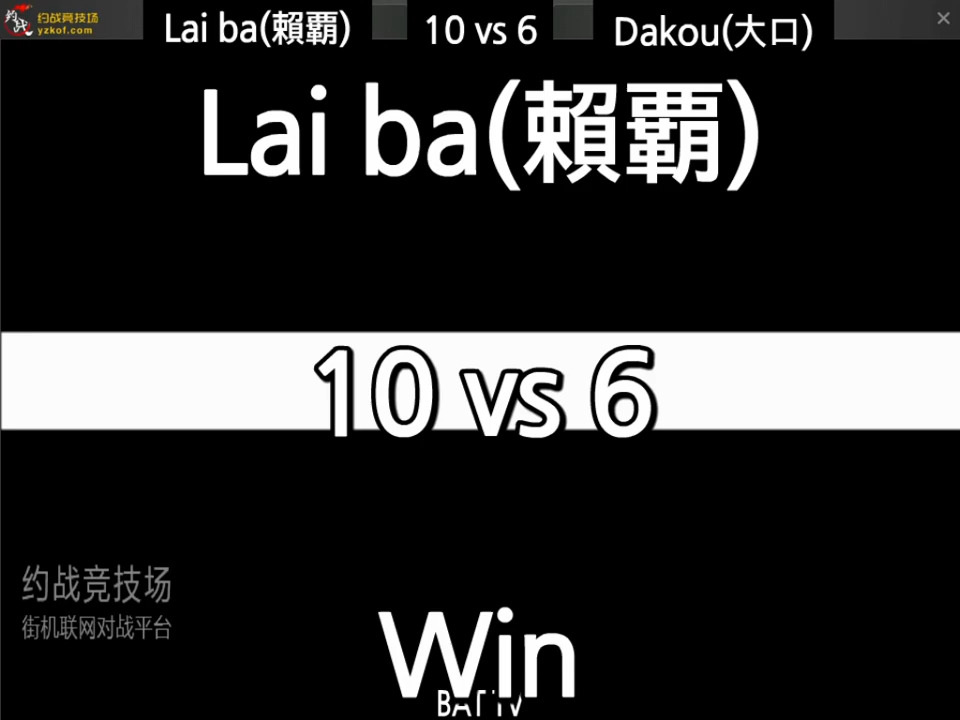 约战竞技场
yzkof.com
Lai ba(賴霸) 10 vs 6 Dakou(大口)
Lai ba(賴霸)
10 vs 6
约战竞技场
街机联网对战平台
Win